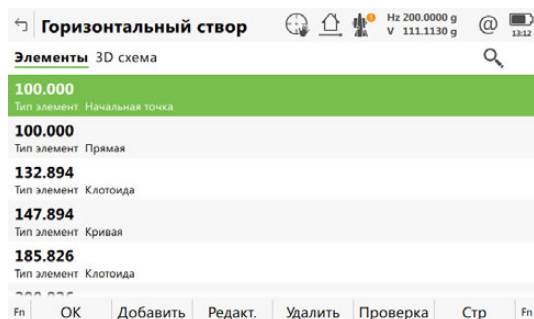 Горизонтальный створ
Hz 200.0000 g
V 111.1130 g
13:12
Элементы 3D схема
100.000
Тип элемент Начальная точка
100.000
Тип элемент Прямая
132.894
Тип элемент Клотоида
147.894
Тип элемент Кривая
185.826
Тип элемент Клотоида
Fn OK Добавить Редакт. Удалить Проверка Стр Fn